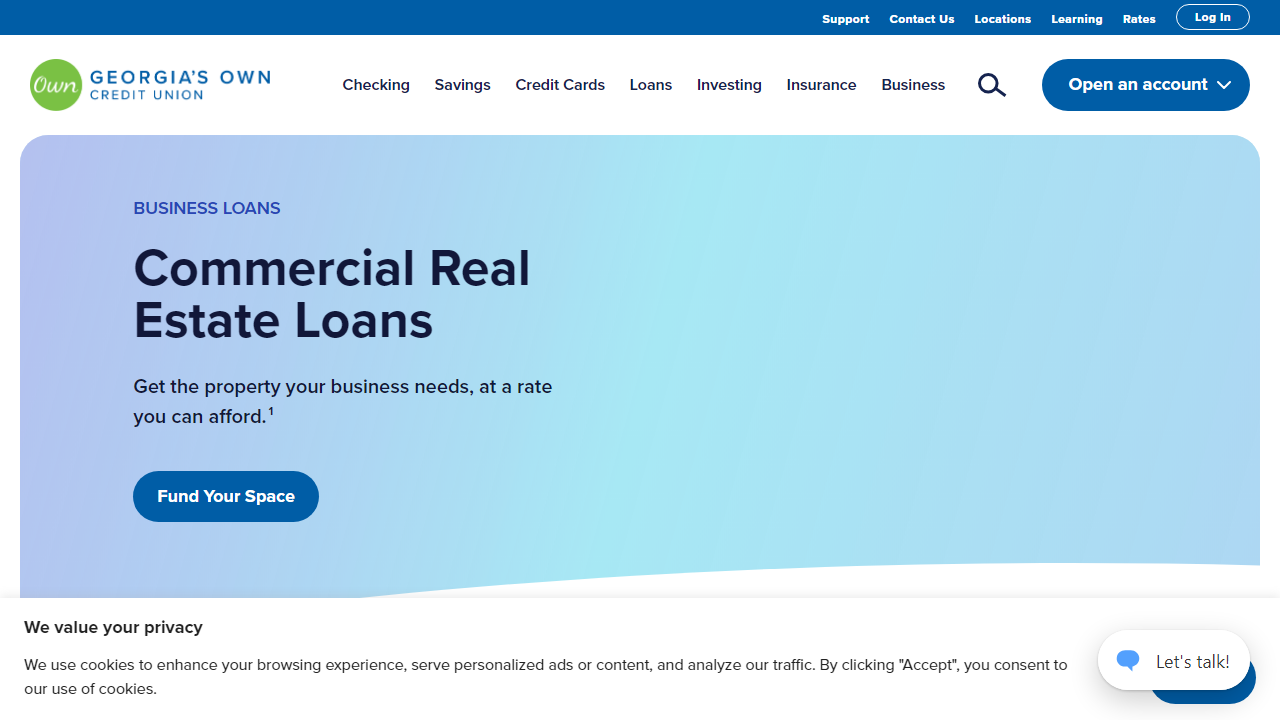 Support Contact Us Locations Learning Rates Log In
Own GEORGIA'S OWN
CREDIT UNION
Checking Savings Credit Cards Loans Investing Insurance Business Open an account
BUSINESS LOANS
Commercial Real
Estate Loans
Get the property your business needs, at a rate
you can afford.¹
Fund Your Space
We value your privacy
We use cookies to enhance your browsing experience, serve personalized ads or content, and analyze our traffic. By clicking "Accept", you consent to
our use of cookies.
Let's talk!